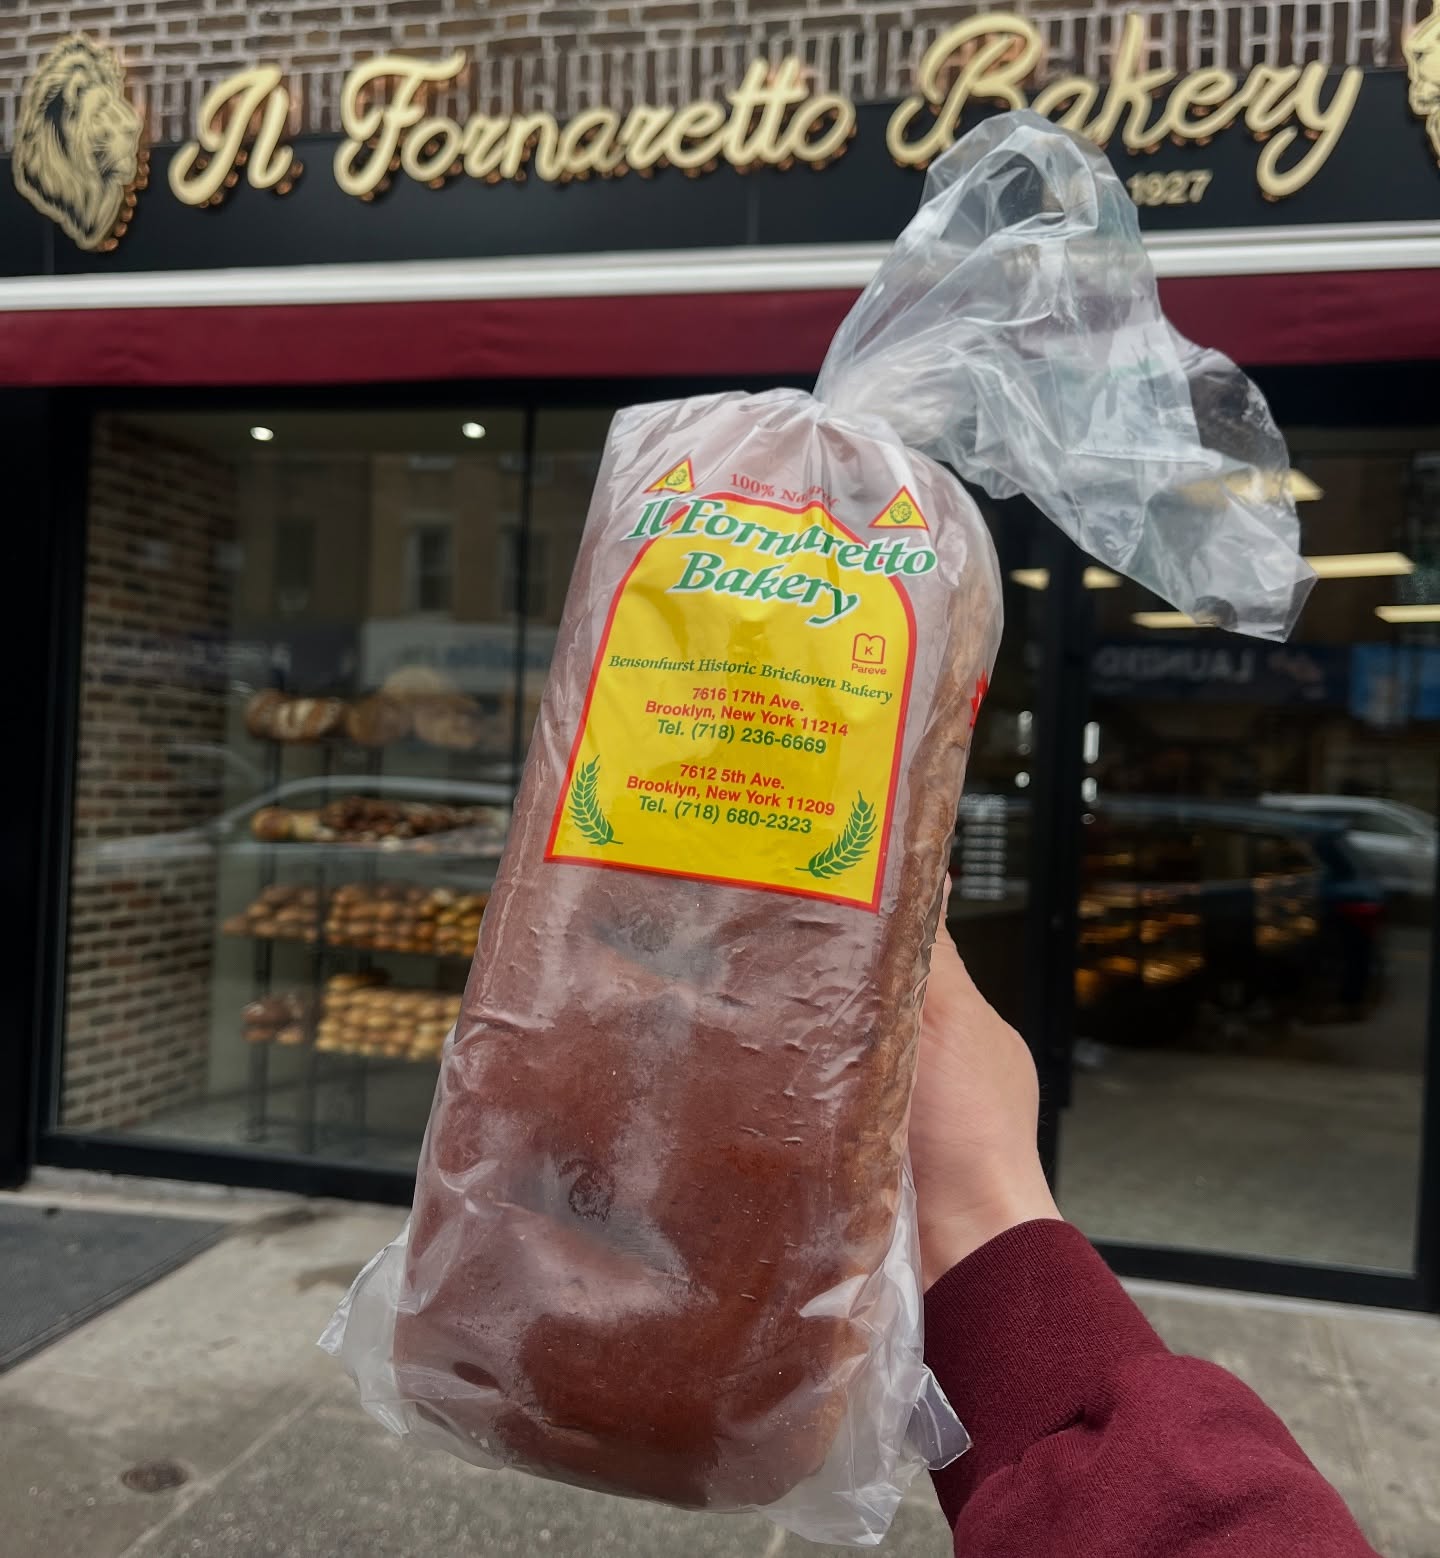 Il Fornaretto Bakery
1927
100% Natural
Il Fornaretto
Bakery
K
Pareve
Bensonhurst Historic Brickoven Bakery
7616 17th Ave.
Brooklyn, New York 11214
Tel. (718) 236-6669
7612 5th Ave.
Brooklyn, New York 11209
Tel. (718) 680-2323